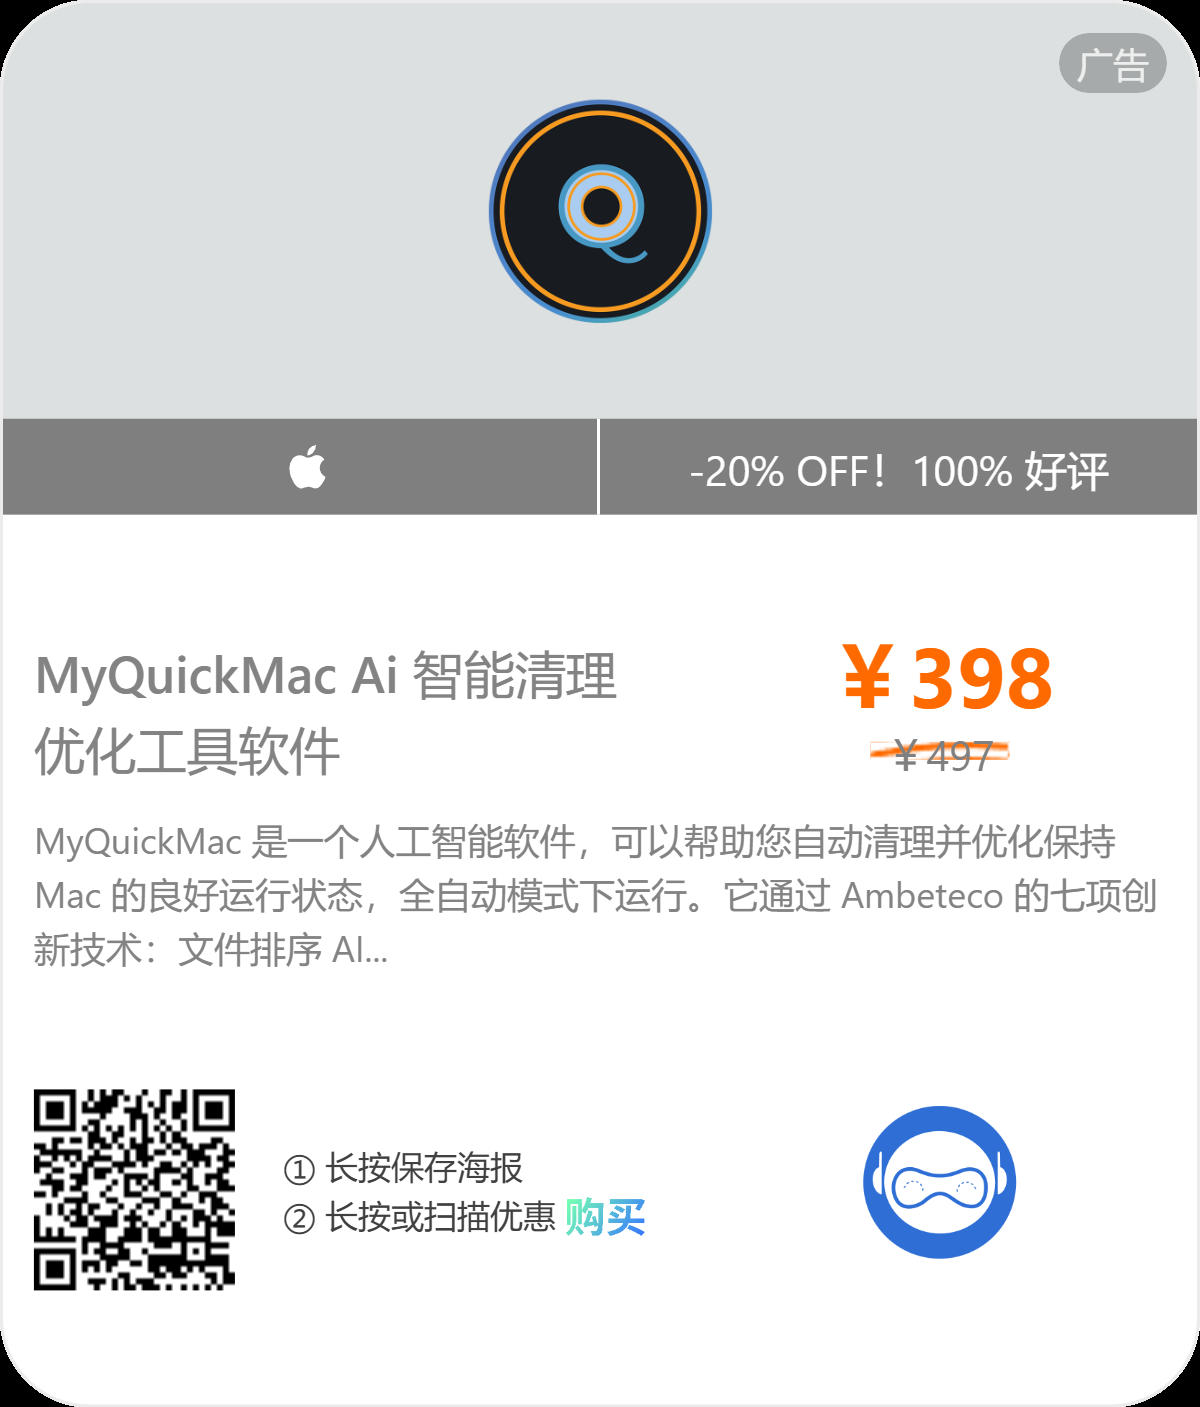 广告
-20% OFF！100% 好评
MyQuickMac Ai 智能清理
优化工具软件
￥398
￥497
MyQuickMac 是一个人工智能软件，可以帮助您自动清理并优化保持
Mac 的良好运行状态，全自动模式下运行。它通过 Ambeteco 的七项创
新技术：文件排序 AI...
① 长按保存海报
② 长按或扫描优惠 购买